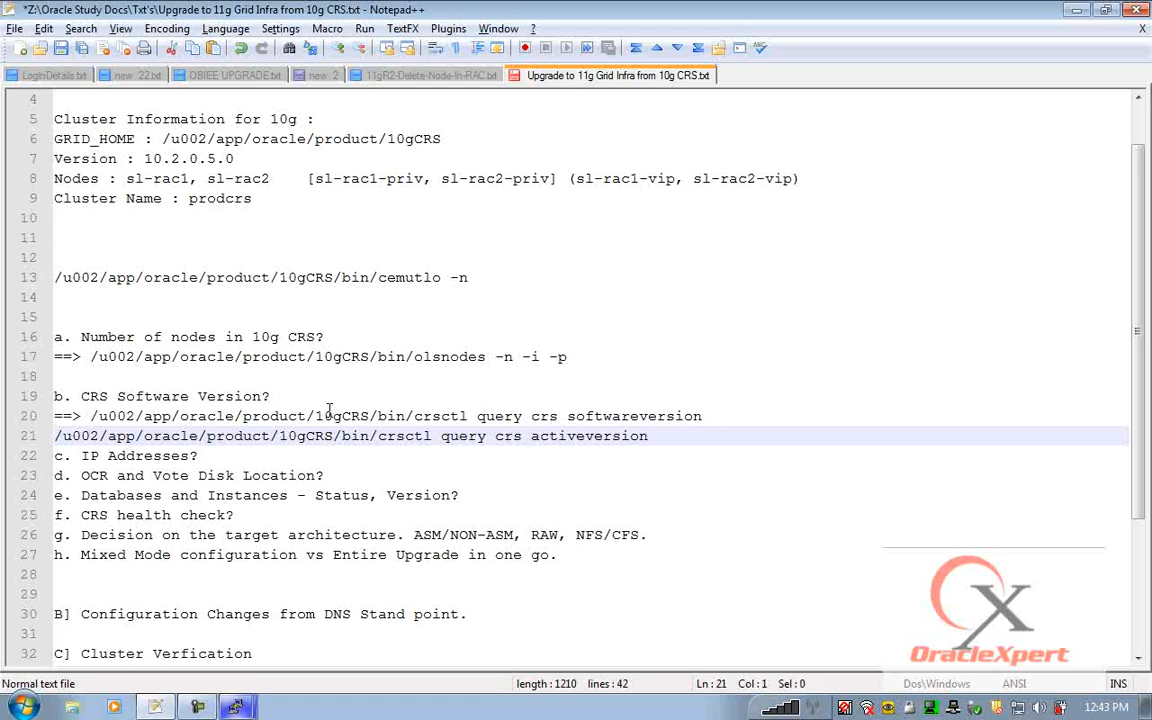 *Z:\Oracle Study Docs\Txt's\Upgrade to 11g Grid Infra from 10g CRS.txt - Notepad++
File Edit Search View Encoding Language Settings Macro Run TextFX Plugins Window ? X
LoginDetails.txt new 22.txt OBIEE UPGRADE.txt new 2 11gR2-Delete-Node-In-RAC.txt Upgrade to 11g Grid Infra from 10g CRS.txt
4
5 Cluster Information for 10g :
6 GRID_HOME : /u002/app/oracle/product/10gCRS
7 Version : 10.2.0.5.0
8 Nodes : sl-rac1, sl-rac2 [sl-rac1-priv, sl-rac2-priv] (sl-rac1-vip, sl-rac2-vip)
9 Cluster Name : prodcrs
10
11
12
13 /u002/app/oracle/product/10gCRS/bin/cemutlo -n
14
15
16 a. Number of nodes in 10g CRS?
17 ==> /u002/app/oracle/product/10gCRS/bin/olsnodes -n -i -p
18
19 b. CRS Software Version?
20 ==> /u002/app/oracle/product/10gCRS/bin/crsctl query crs softwareversion
21 /u002/app/oracle/product/10gCRS/bin/crsctl query crs activeversion
22 c. IP Addresses?
23 d. OCR and Vote Disk Location?
24 e. Databases and Instances - Status, Version?
25 f. CRS health check?
26 g. Decision on the target architecture. ASM/NON-ASM, RAW, NFS/CFS.
27 h. Mixed Mode configuration vs Entire Upgrade in one go.
28
29
30 B] Configuration Changes from DNS Stand point.
31
32 C] Cluster Verfication
OracleXpert
Normal text file length : 1210 lines : 42 Ln : 21 Col : 1 Sel : 0 Dos\Windows ANSI INS
12:43 PM